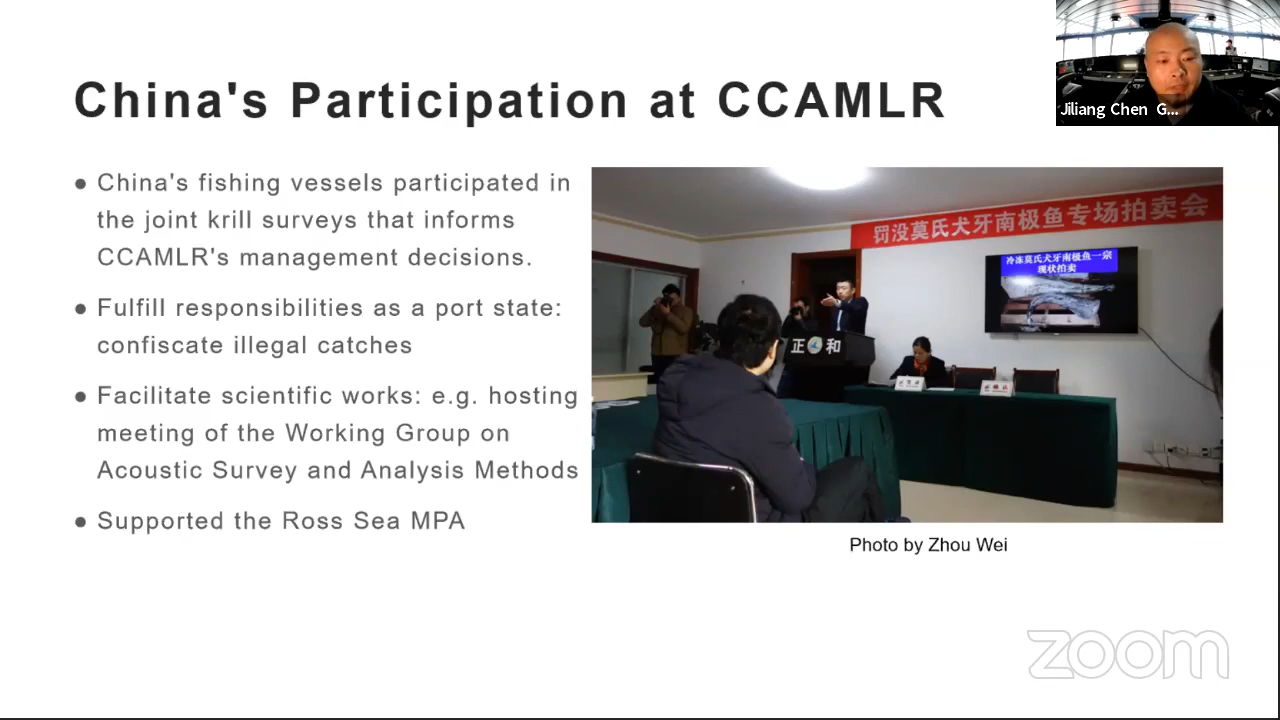 China's Participation at CCAMLR
Jiliang Chen G...
● China's fishing vessels participated in
the joint krill surveys that informs
CCAMLR's management decisions.
● Fulfill responsibilities as a port state:
confiscate illegal catches
● Facilitate scientific works: e.g. hosting
meeting of the Working Group on
Acoustic Survey and Analysis Methods
● Supported the Ross Sea MPA
罚没莫氏犬牙南极鱼专场拍卖会
冷冻莫氏犬牙南极鱼一宗
现状拍卖
正 和
Photo by Zhou Wei
zoom